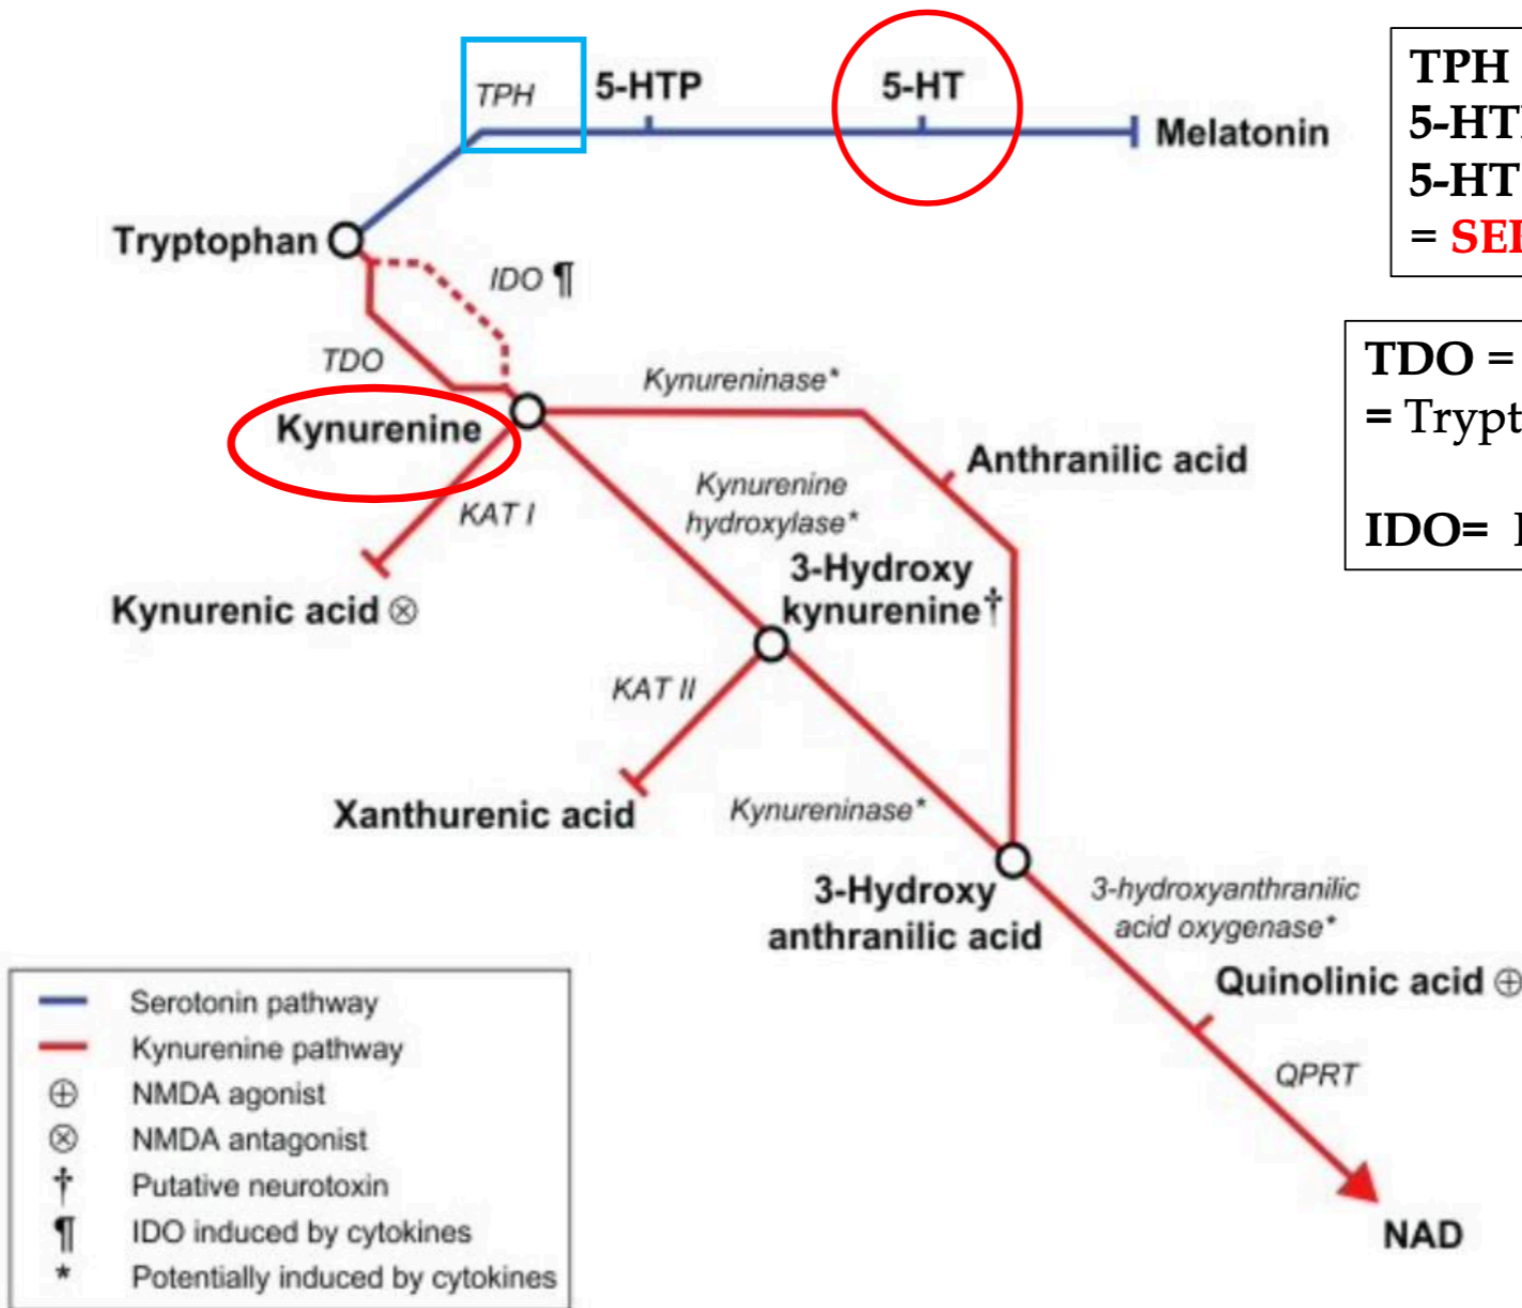 TPH
5-HTP
5-HT
Melatonin
Tryptophan
IDO ¶
TDO
Kynurenine
Kynureninase*
Anthranilic acid
KAT I
Kynurenine
hydroxylase*
3-Hydroxy
kynurenine†
Kynurenic acid ⊗
KAT II
Xanthurenic acid
Kynureninase*
3-Hydroxy
anthranilic acid
3-hydroxyanthranilic
acid oxygenase*
Quinolinic acid ⊕
QPRT
NAD
Serotonin pathway
Kynurenine pathway
⊕ NMDA agonist
⊗ NMDA antagonist
† Putative neurotoxin
¶ IDO induced by cytokines
* Potentially induced by cytokines
TPH
5-HT
5-HT
=
TDO =
= Trypt
IDO=